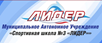 ЛИДЕР
Муниципальное Автономное Учреждение
«Спортивная школа №3 «ЛИДЕР»»